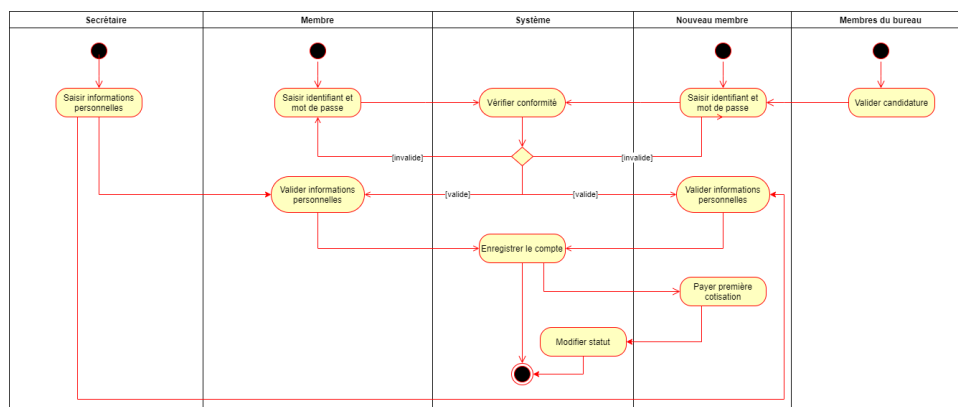 Secrétaire
Membre
Système
Nouveau membre
Membres du bureau
Saisir informations
personnelles
Saisir identifiant et
mot de passe
Vérifier conformité
Saisir identifiant et
mot de passe
Valider candidature
[invalide]
[invalide]
Valider informations
personnelles
[valide]
[valide]
Valider informations
personnelles
Enregistrer le compte
Payer première
cotisation
Modifier statut